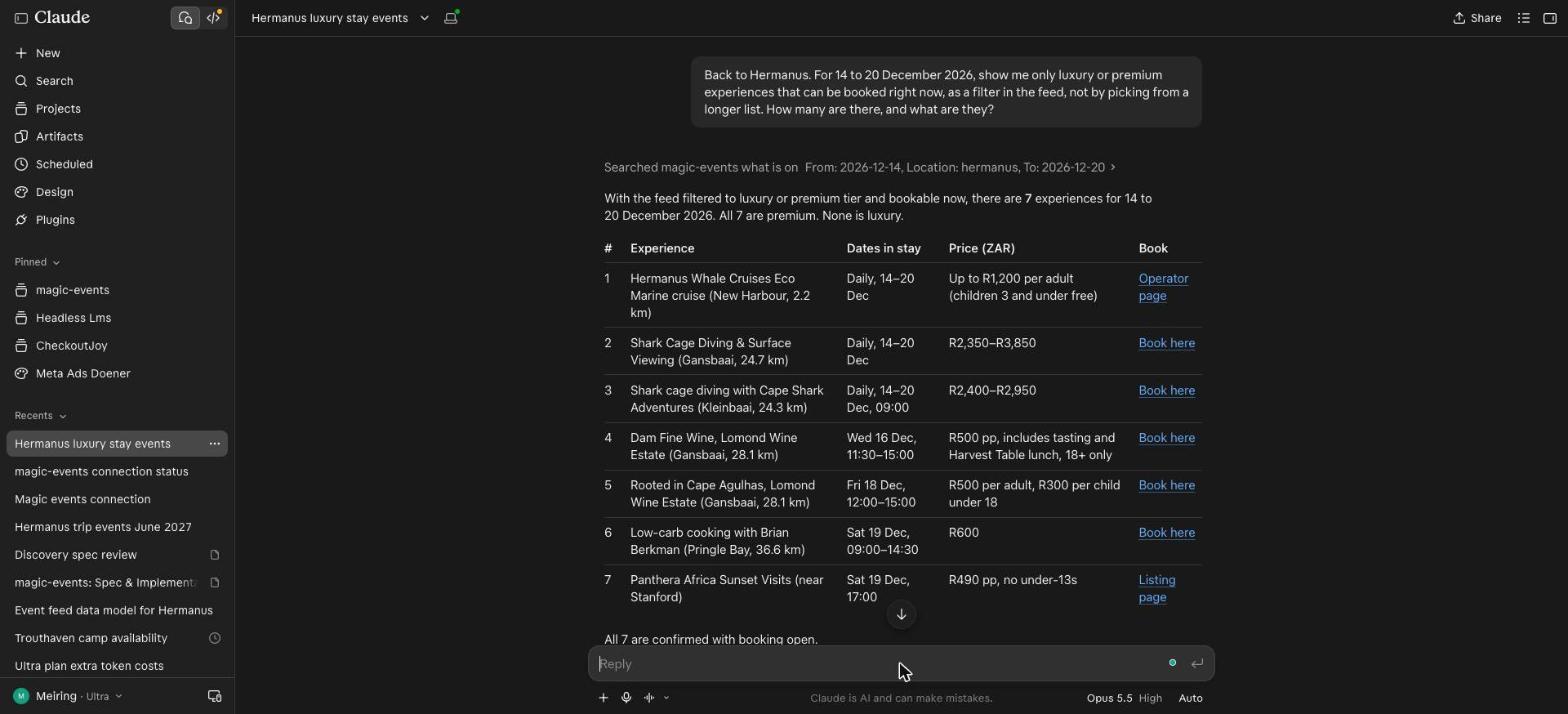 Claude
Hermanus luxury stay events
Share
New
Search
Projects
Artifacts
Scheduled
Design
Plugins
Pinned
magic-events
Headless Lms
CheckoutJoy
Meta Ads Doener
Recents
Hermanus luxury stay events
magic-events connection status
Magic events connection
Hermanus trip events June 2027
Discovery spec review
magic-events: Spec & Implement
Event feed data model for Hermanus
Trouthaven camp availability
Ultra plan extra token costs
M Meiring · Ultra
Back to Hermanus. For 14 to 20 December 2026, show me only luxury or premium
experiences that can be booked right now, as a filter in the feed, not by picking from a
longer list. How many are there, and what are they?
Searched magic-events what is on From: 2026-12-14, Location: hermanus, To: 2026-12-20 >
With the feed filtered to luxury or premium tier and bookable now, there are 7 experiences for 14 to
20 December 2026. All 7 are premium. None is luxury.
# Experience Dates in stay Price (ZAR) Book
1 Hermanus Whale Cruises Eco Daily, 14–20 Up to R1,200 per adult Operator
Marine cruise (New Harbour, 2.2 Dec (children 3 and under free) page
km)
2 Shark Cage Diving & Surface Daily, 14–20 R2,350–R3,850 Book here
Viewing (Gansbaai, 24.7 km) Dec
3 Shark cage diving with Cape Shark Daily, 14–20 R2,400–R2,950 Book here
Adventures (Kleinbaai, 24.3 km) Dec, 09:00
4 Dam Fine Wine, Lomond Wine Wed 16 Dec, R500 pp, includes tasting and Book here
Estate (Gansbaai, 28.1 km) 11:30–15:00 Harvest Table lunch, 18+ only
5 Rooted in Cape Agulhas, Lomond Fri 18 Dec, R500 per adult, R300 per child Book here
Wine Estate (Gansbaai, 28.1 km) 12:00–15:00 under 18
6 Low-carb cooking with Brian Sat 19 Dec, R600 Book here
Berkman (Pringle Bay, 36.6 km) 09:00–14:30
7 Panthera Africa Sunset Visits (near Sat 19 Dec, R490 pp, no under-13s Listing
Stanford) 17:00 page
All 7 are confirmed with booking open.
Reply
Claude is AI and can make mistakes.
Opus 5.5 High Auto